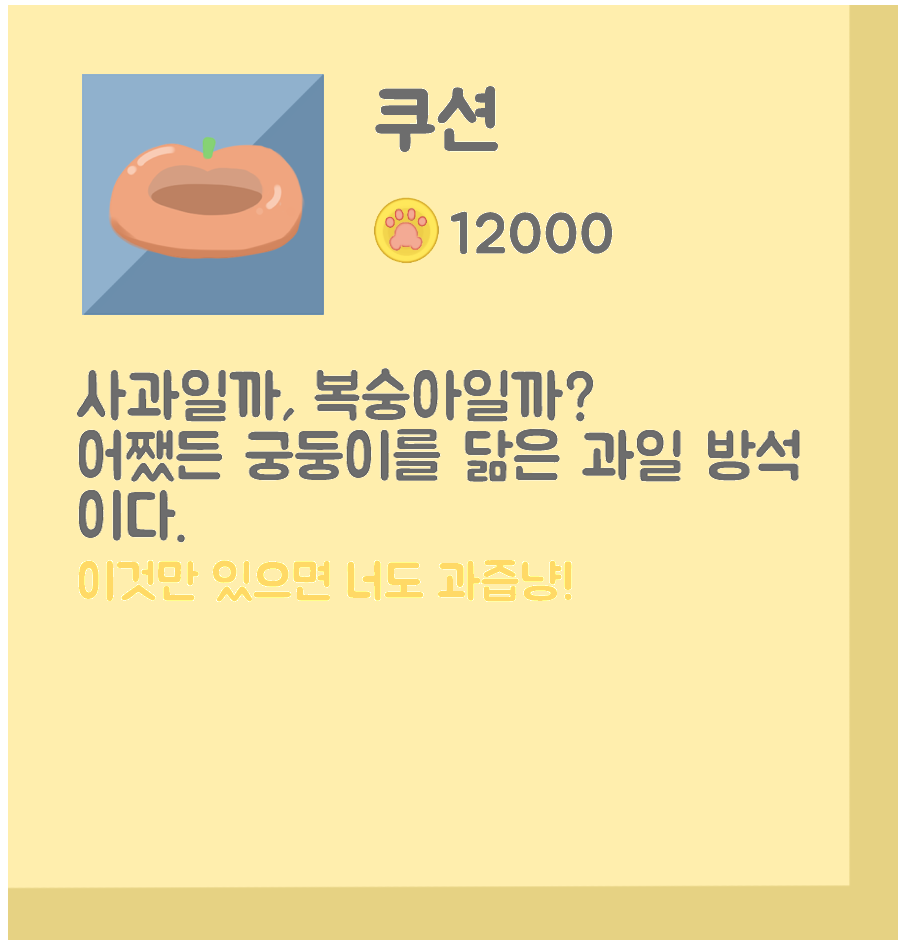 쿠션
12000
사과일까, 복숭아일까?
어쨌든 궁둥이를 닮은 과일 방석
이다.
이것만 있으면 너도 과즙냥!